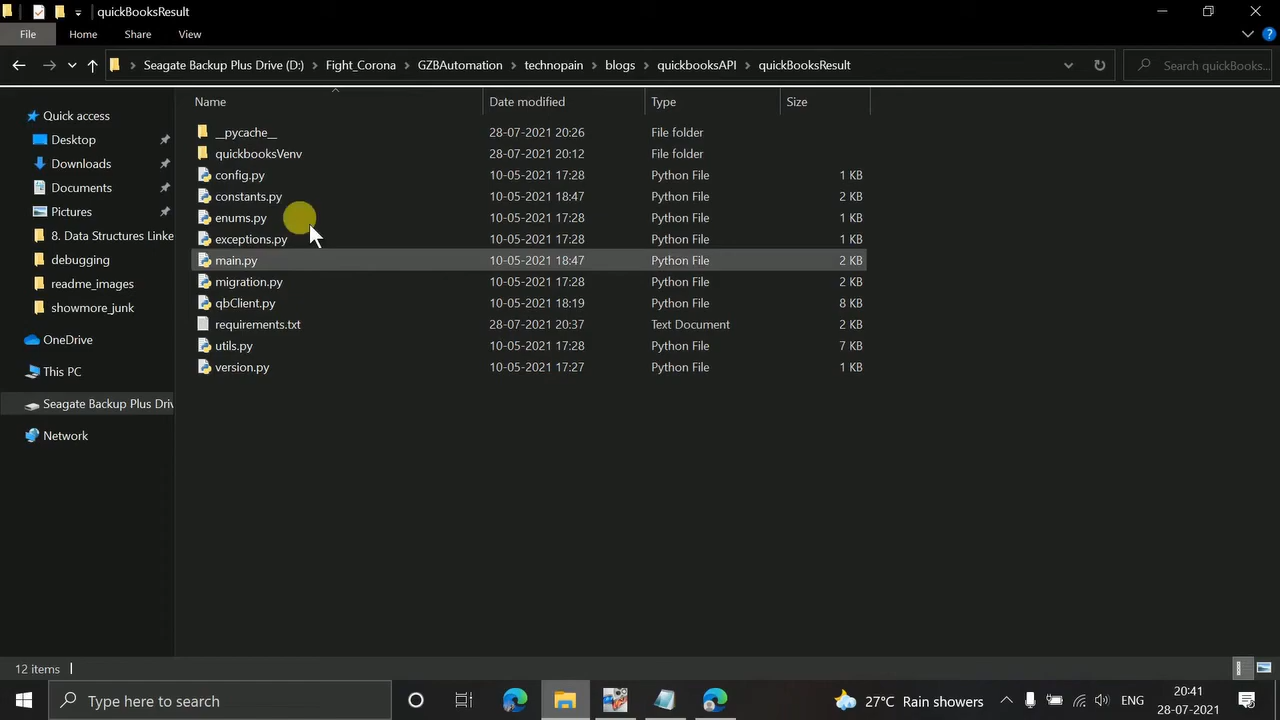 quickBooksResult
File Home Share View
Seagate Backup Plus Drive (D:) Fight_Corona GZBAutomation technopain blogs quickbooksAPI quickBooksResult Search quickBooks...
Name Date modified Type Size
Quick access
Desktop
Downloads
Documents
Pictures
8. Data Structures Linke
debugging
readme_images
showmore_junk
OneDrive
This PC
Seagate Backup Plus Driv
Network
__pycache__ 28-07-2021 20:26 File folder
quickbooksVenv 28-07-2021 20:12 File folder
config.py 10-05-2021 17:28 Python File 1 KB
constants.py 10-05-2021 18:47 Python File 2 KB
enums.py 10-05-2021 17:28 Python File 1 KB
exceptions.py 10-05-2021 17:28 Python File 1 KB
main.py 10-05-2021 18:47 Python File 2 KB
migration.py 10-05-2021 17:28 Python File 2 KB
qbClient.py 10-05-2021 18:19 Python File 8 KB
requirements.txt 28-07-2021 20:37 Text Document 2 KB
utils.py 10-05-2021 17:28 Python File 7 KB
version.py 10-05-2021 17:27 Python File 1 KB
12 items
Type here to search
27°C Rain showers
ENG
20:41
28-07-2021